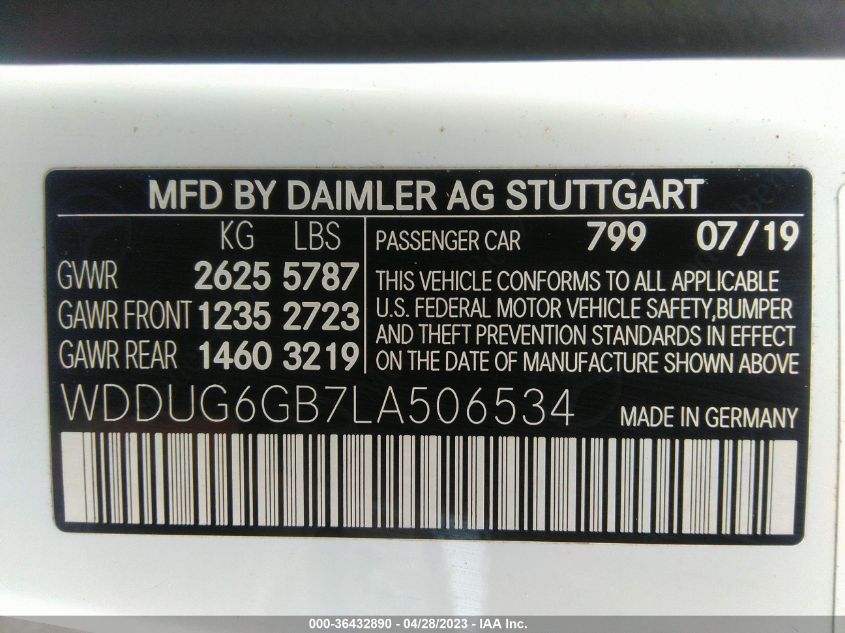 MFD BY DAIMLER AG STUTTGART
KG LBS
GVWR 2625 5787
GAWR FRONT 1235 2723
GAWR REAR 1460 3219
PASSENGER CAR 799 07/19
THIS VEHICLE CONFORMS TO ALL APPLICABLE
U.S. FEDERAL MOTOR VEHICLE SAFETY,BUMPER
AND THEFT PREVENTION STANDARDS IN EFFECT
ON THE DATE OF MANUFACTURE SHOWN ABOVE
WDDUG6GB7LA506534 MADE IN GERMANY
000-36432890 - 04/28/2023 - IAA Inc.